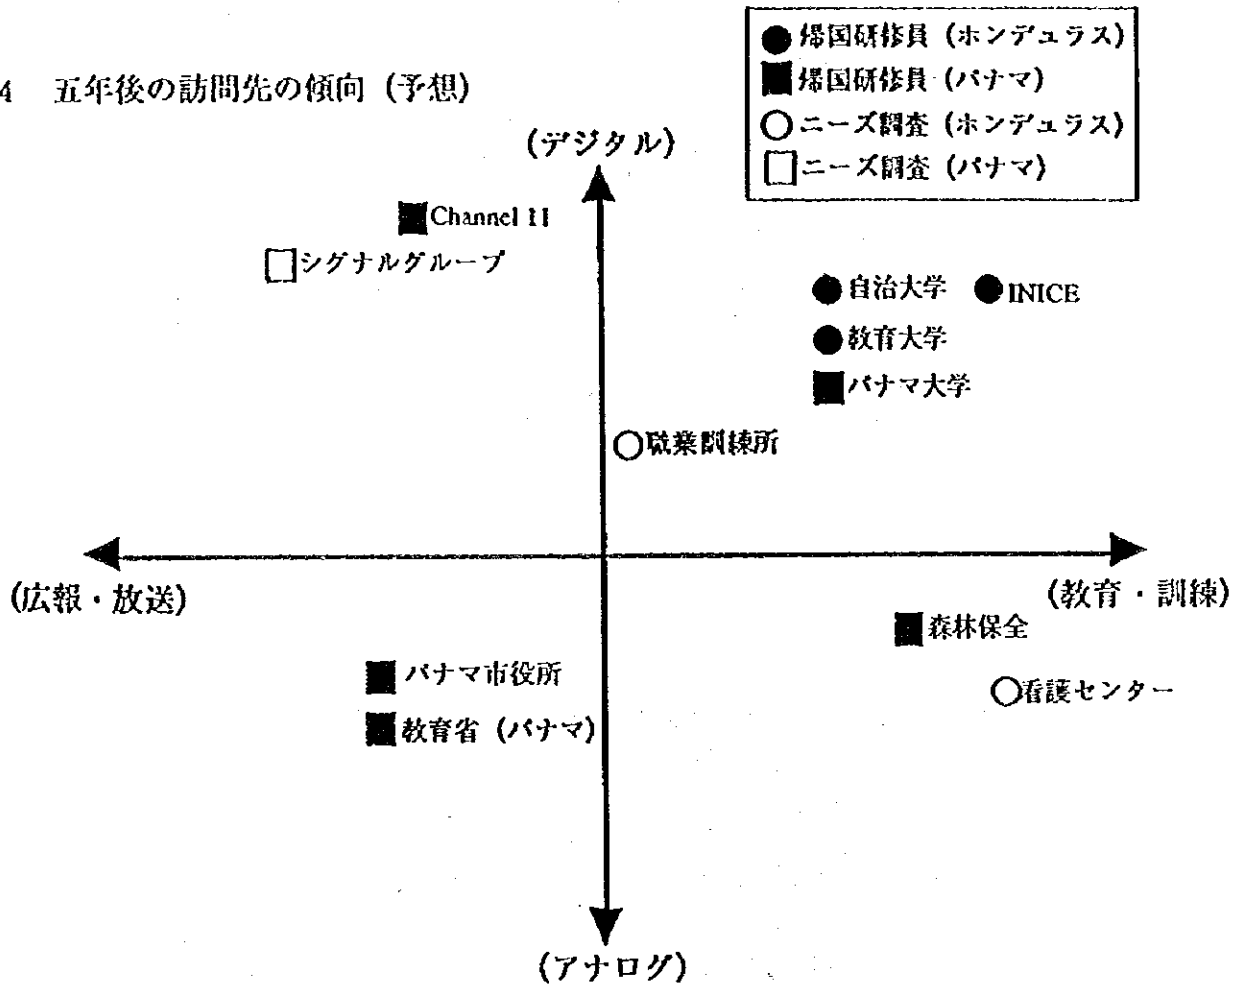 ●帰国研修員 (ホンデュラス)
■帰国研修員 (パナマ)
○ニーズ調査 (ホンデュラス)
□ニーズ調査 (パナマ)
4 五年後の訪問先の傾向 (予想)
(デジタル)
■Channel 11
□シグナルグループ
●自治大学 ●INICE
●教育大学
■パナマ大学
○職業訓練所
(広報・放送)
(教育・訓練)
■森林保全
■パナマ市役所
○看護センター
■教育省 (パナマ)
(アナログ)